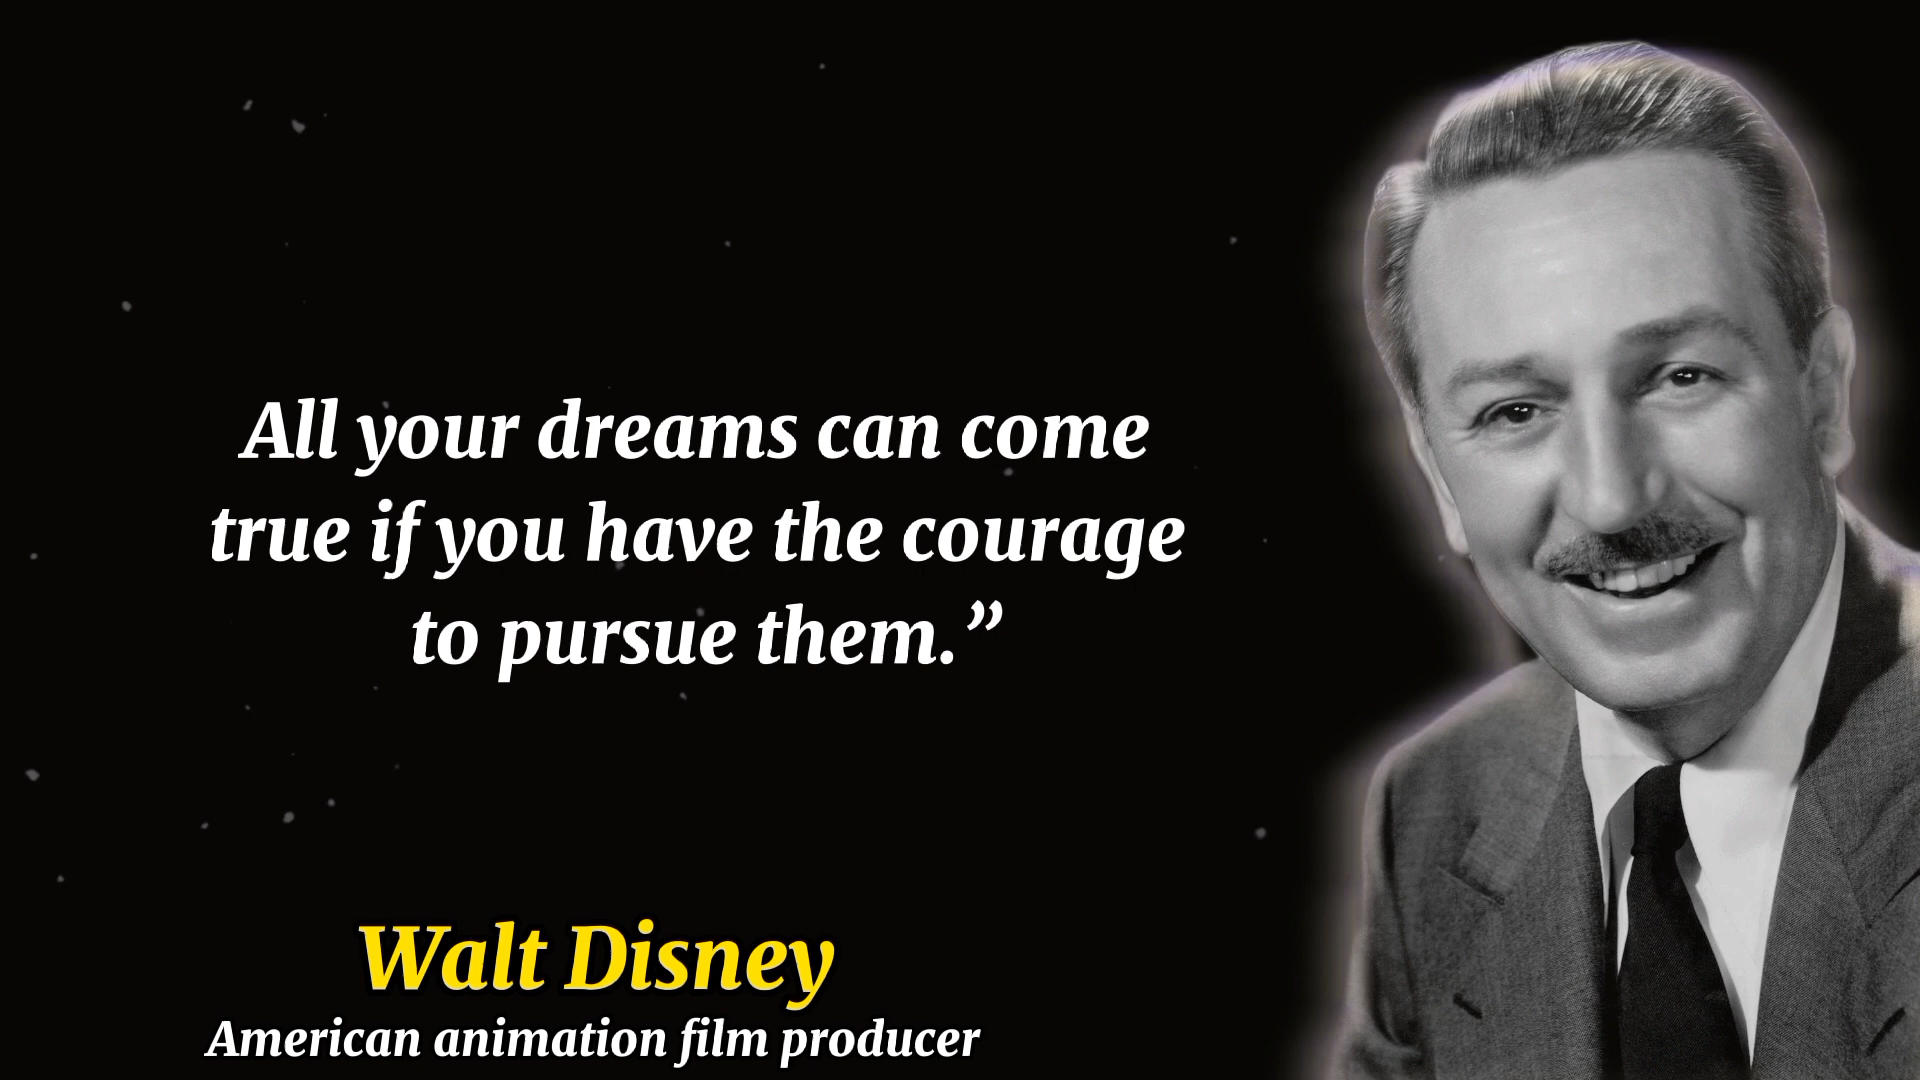 All your dreams can come
true if you have the courage
to pursue them.”
Walt Disney
American animation film producer